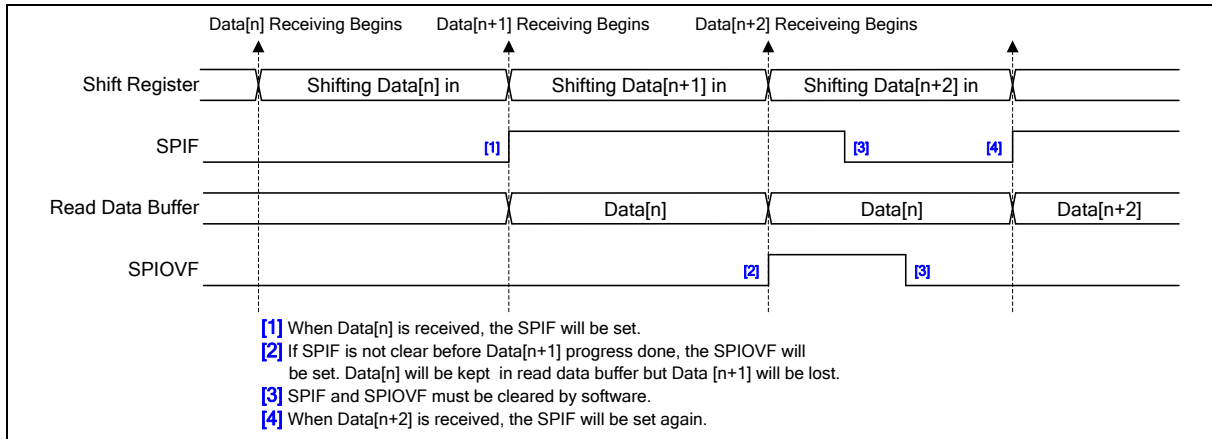 Data[n] Receiving Begins Data[n+1] Receiving Begins Data[n+2] Receiveing Begins
Shift Register Shifting Data[n] in Shifting Data[n+1] in Shifting Data[n+2] in
SPIF [1] [3] [4]
Read Data Buffer Data[n] Data[n] Data[n+2]
SPIOVF [2] [3]
[1] When Data[n] is received, the SPIF will be set.
[2] If SPIF is not clear before Data[n+1] progress done, the SPIOVF will
be set. Data[n] will be kept in read data buffer but Data [n+1] will be lost.
[3] SPIF and SPIOVF must be cleared by software.
[4] When Data[n+2] is received, the SPIF will be set again.